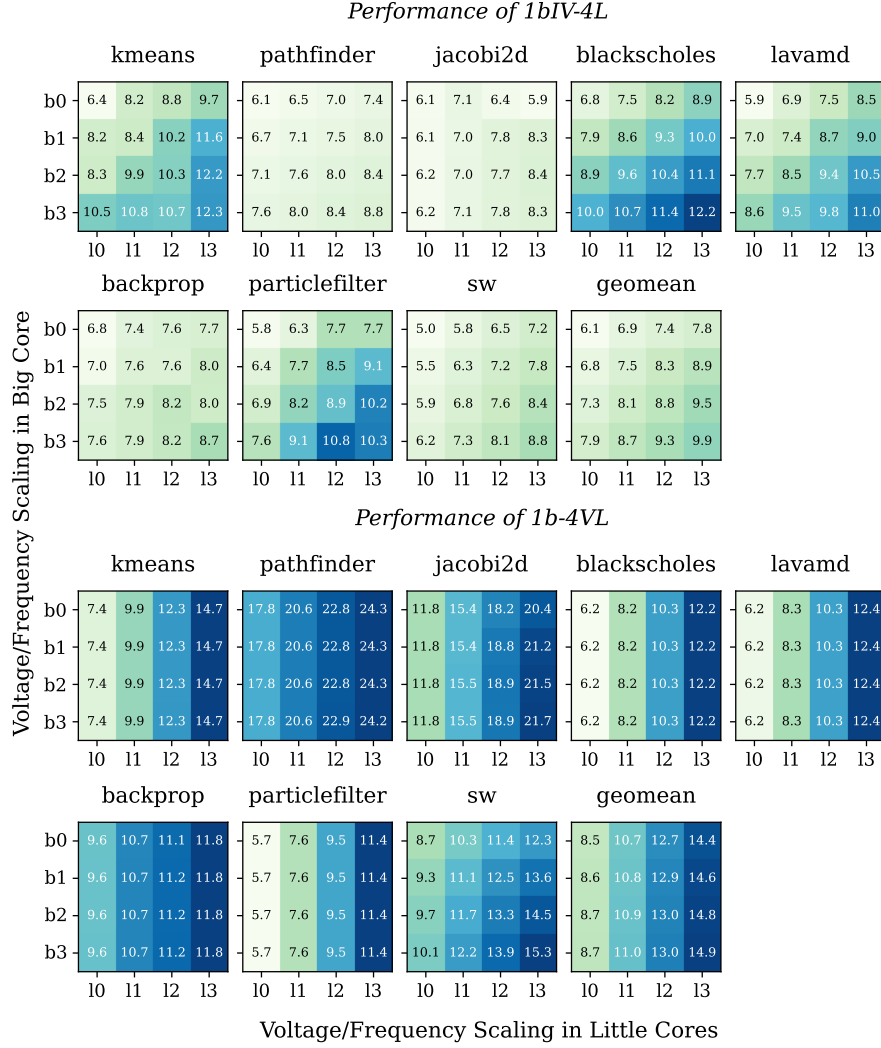 Performance of 1bIV-4L
kmeans pathfinder jacobi2d blackscholes lavamd
b0 6.4 8.2 8.8 9.7 6.1 6.5 7.0 7.4 6.1 7.1 6.4 5.9 6.8 7.5 8.2 8.9 5.9 6.9 7.5 8.5
b1 8.2 8.4 10.2 11.6 6.7 7.1 7.5 8.0 6.1 7.0 7.8 8.3 7.9 8.6 9.3 10.0 7.0 7.4 8.7 9.0
b2 8.3 9.9 10.3 12.2 7.1 7.6 8.0 8.4 6.2 7.0 7.7 8.4 8.9 9.6 10.4 11.1 7.7 8.5 9.4 10.5
b3 10.5 10.8 10.7 12.3 7.6 8.0 8.4 8.8 6.2 7.1 7.8 8.3 10.0 10.7 11.4 12.2 8.6 9.5 9.8 11.0
l0 l1 l2 l3 l0 l1 l2 l3 l0 l1 l2 l3 l0 l1 l2 l3 l0 l1 l2 l3
backprop particlefilter sw geomean
b0 6.8 7.4 7.6 7.7 5.8 6.3 7.7 7.7 5.0 5.8 6.5 7.2 6.1 6.9 7.4 7.8
b1 7.0 7.6 7.6 8.0 6.4 7.7 8.5 9.1 5.5 6.3 7.2 7.8 6.8 7.5 8.3 8.9
b2 7.5 7.9 8.2 8.0 6.9 8.2 8.9 10.2 5.9 6.8 7.6 8.4 7.3 8.1 8.8 9.5
b3 7.6 7.9 8.2 8.7 7.6 9.1 10.8 10.3 6.2 7.3 8.1 8.8 7.9 8.7 9.3 9.9
l0 l1 l2 l3 l0 l1 l2 l3 l0 l1 l2 l3 l0 l1 l2 l3
Voltage/Frequency Scaling in Big Core
Performance of 1b-4VL
kmeans pathfinder jacobi2d blackscholes lavamd
b0 7.4 9.9 12.3 14.7 17.8 20.6 22.8 24.3 11.8 15.4 18.2 20.4 6.2 8.2 10.3 12.2 6.2 8.3 10.3 12.4
b1 7.4 9.9 12.3 14.7 17.8 20.6 22.8 24.3 11.8 15.4 18.8 21.2 6.2 8.2 10.3 12.2 6.2 8.3 10.3 12.4
b2 7.4 9.9 12.3 14.7 17.8 20.6 22.8 24.3 11.8 15.5 18.9 21.5 6.2 8.2 10.3 12.2 6.2 8.3 10.3 12.4
b3 7.4 9.9 12.3 14.7 17.8 20.6 22.9 24.2 11.8 15.5 18.9 21.7 6.2 8.2 10.3 12.2 6.2 8.3 10.3 12.4
l0 l1 l2 l3 l0 l1 l2 l3 l0 l1 l2 l3 l0 l1 l2 l3 l0 l1 l2 l3
backprop particlefilter sw geomean
b0 9.6 10.7 11.1 11.8 5.7 7.6 9.5 11.4 8.7 10.3 11.4 12.3 8.5 10.7 12.7 14.4
b1 9.6 10.7 11.2 11.8 5.7 7.6 9.5 11.4 9.3 11.1 12.5 13.6 8.6 10.8 12.9 14.6
b2 9.6 10.7 11.2 11.8 5.7 7.6 9.5 11.4 9.7 11.7 13.3 14.5 8.7 10.9 13.0 14.8
b3 9.6 10.7 11.2 11.8 5.7 7.6 9.5 11.4 10.1 12.2 13.9 15.3 8.7 11.0 13.0 14.9
l0 l1 l2 l3 l0 l1 l2 l3 l0 l1 l2 l3 l0 l1 l2 l3
Voltage/Frequency Scaling in Little Cores